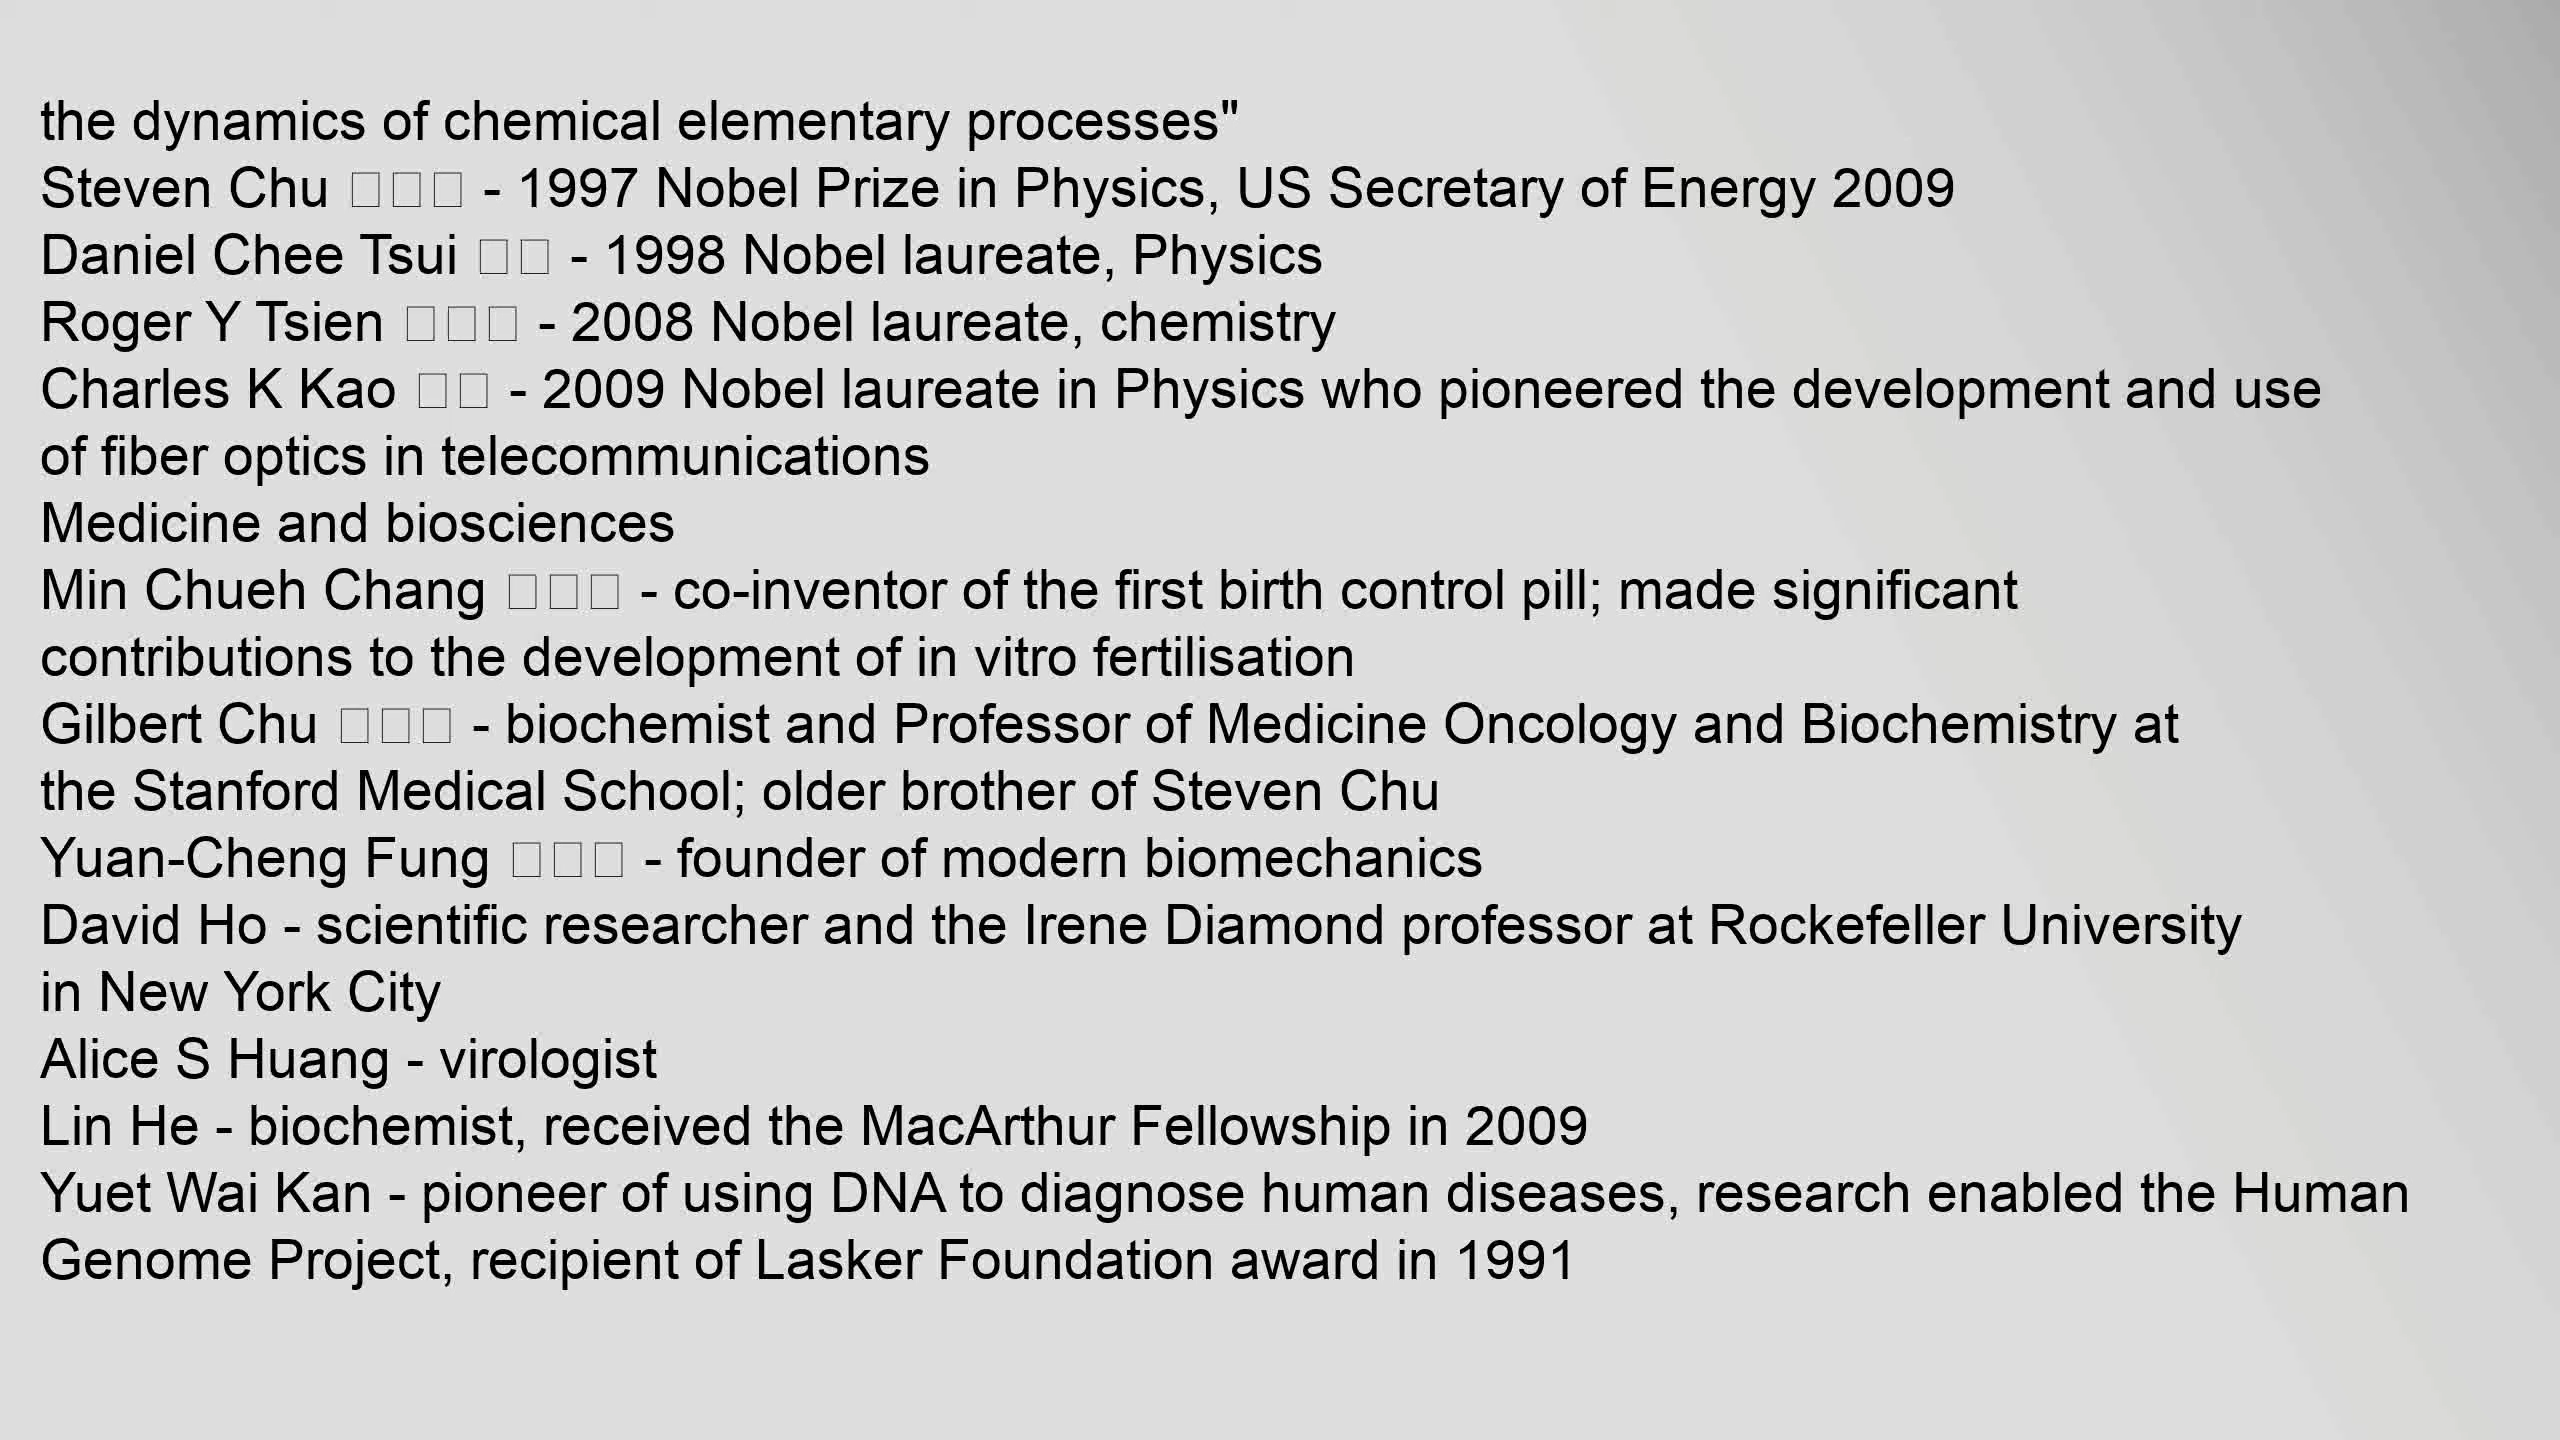 the dynamics of chemical elementary processes"
Steven Chu □□□ - 1997 Nobel Prize in Physics, US Secretary of Energy 2009
Daniel Chee Tsui □□ - 1998 Nobel laureate, Physics
Roger Y Tsien □□□ - 2008 Nobel laureate, chemistry
Charles K Kao □□ - 2009 Nobel laureate in Physics who pioneered the development and use
of fiber optics in telecommunications
Medicine and biosciences
Min Chueh Chang □□□ - co-inventor of the first birth control pill; made significant
contributions to the development of in vitro fertilisation
Gilbert Chu □□□ - biochemist and Professor of Medicine Oncology and Biochemistry at
the Stanford Medical School; older brother of Steven Chu
Yuan-Cheng Fung □□□ - founder of modern biomechanics
David Ho - scientific researcher and the Irene Diamond professor at Rockefeller University
in New York City
Alice S Huang - virologist
Lin He - biochemist, received the MacArthur Fellowship in 2009
Yuet Wai Kan - pioneer of using DNA to diagnose human diseases, research enabled the Human
Genome Project, recipient of Lasker Foundation award in 1991